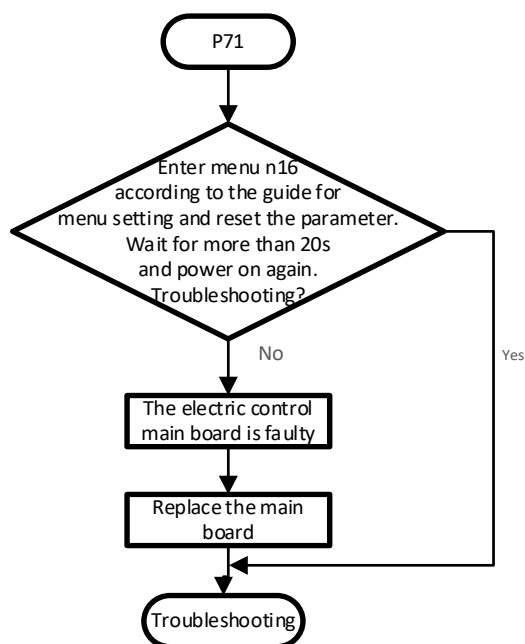 P71
Enter menu n16
according to the guide for
menu setting and reset the parameter.
Wait for more than 20s
and power on again.
Troubleshooting?
No
Yes
The electric control
main board is faulty
Replace the main
board
Troubleshooting